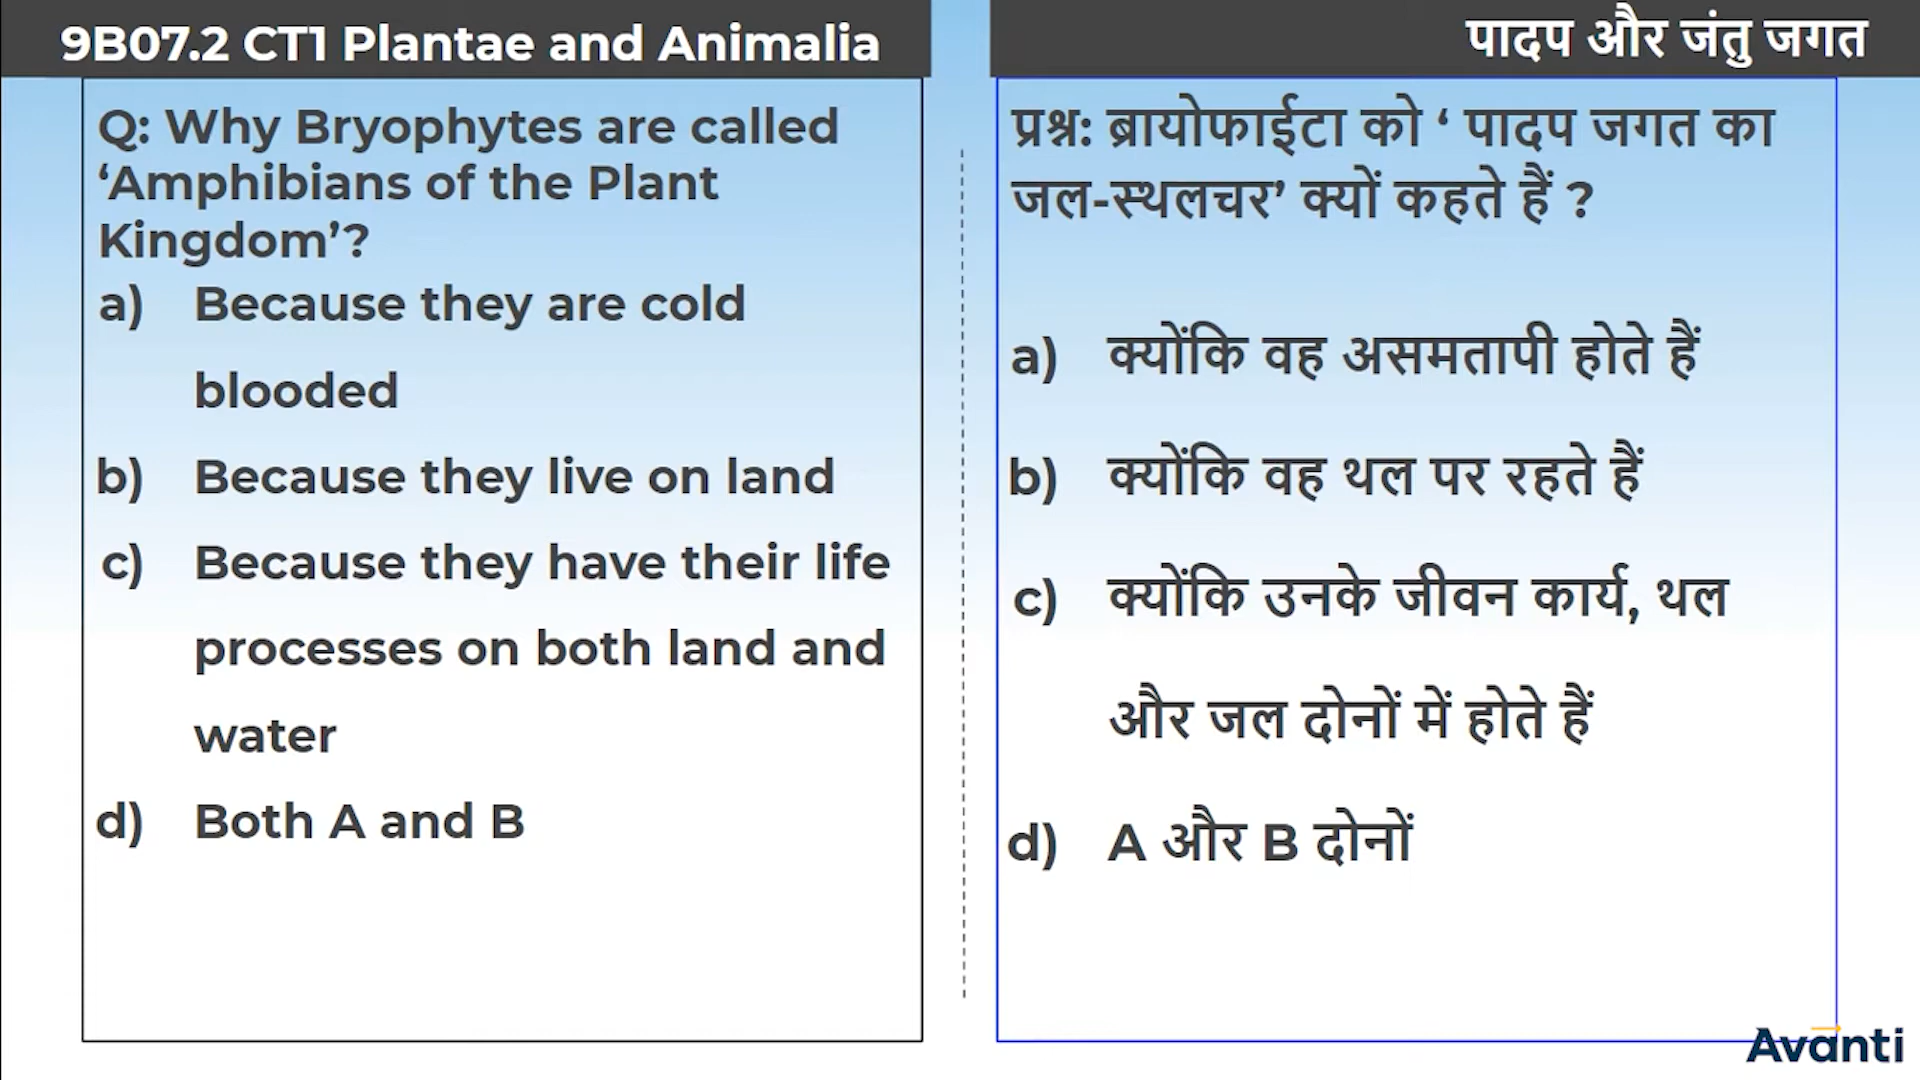 9B07.2 CT1 Plantae and Animalia
पादप और जंतु जगत
Q: Why Bryophytes are called
‘Amphibians of the Plant
Kingdom’?
a) Because they are cold
blooded
b) Because they live on land
c) Because they have their life
processes on both land and
water
d) Both A and B
प्रश्न: ब्रायोफाईटा को ‘ पादप जगत का
जल-स्थलचर’ क्यों कहते हैं ?
a) क्योंकि वह असमतापी होते हैं
b) क्योंकि वह थल पर रहते हैं
c) क्योंकि उनके जीवन कार्य, थल
और जल दोनों में होते हैं
d) A और B दोनों
Avanti